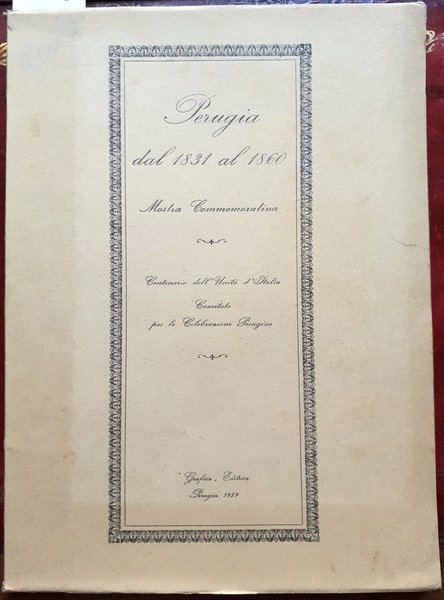 Perugia
dal 1831 al 1860
Mostra Commemorativa
Centenario dell'Unità d'Italia
Comitato
per le Celebrazioni Perugine
Grafica - Editrice
Perugia 1959